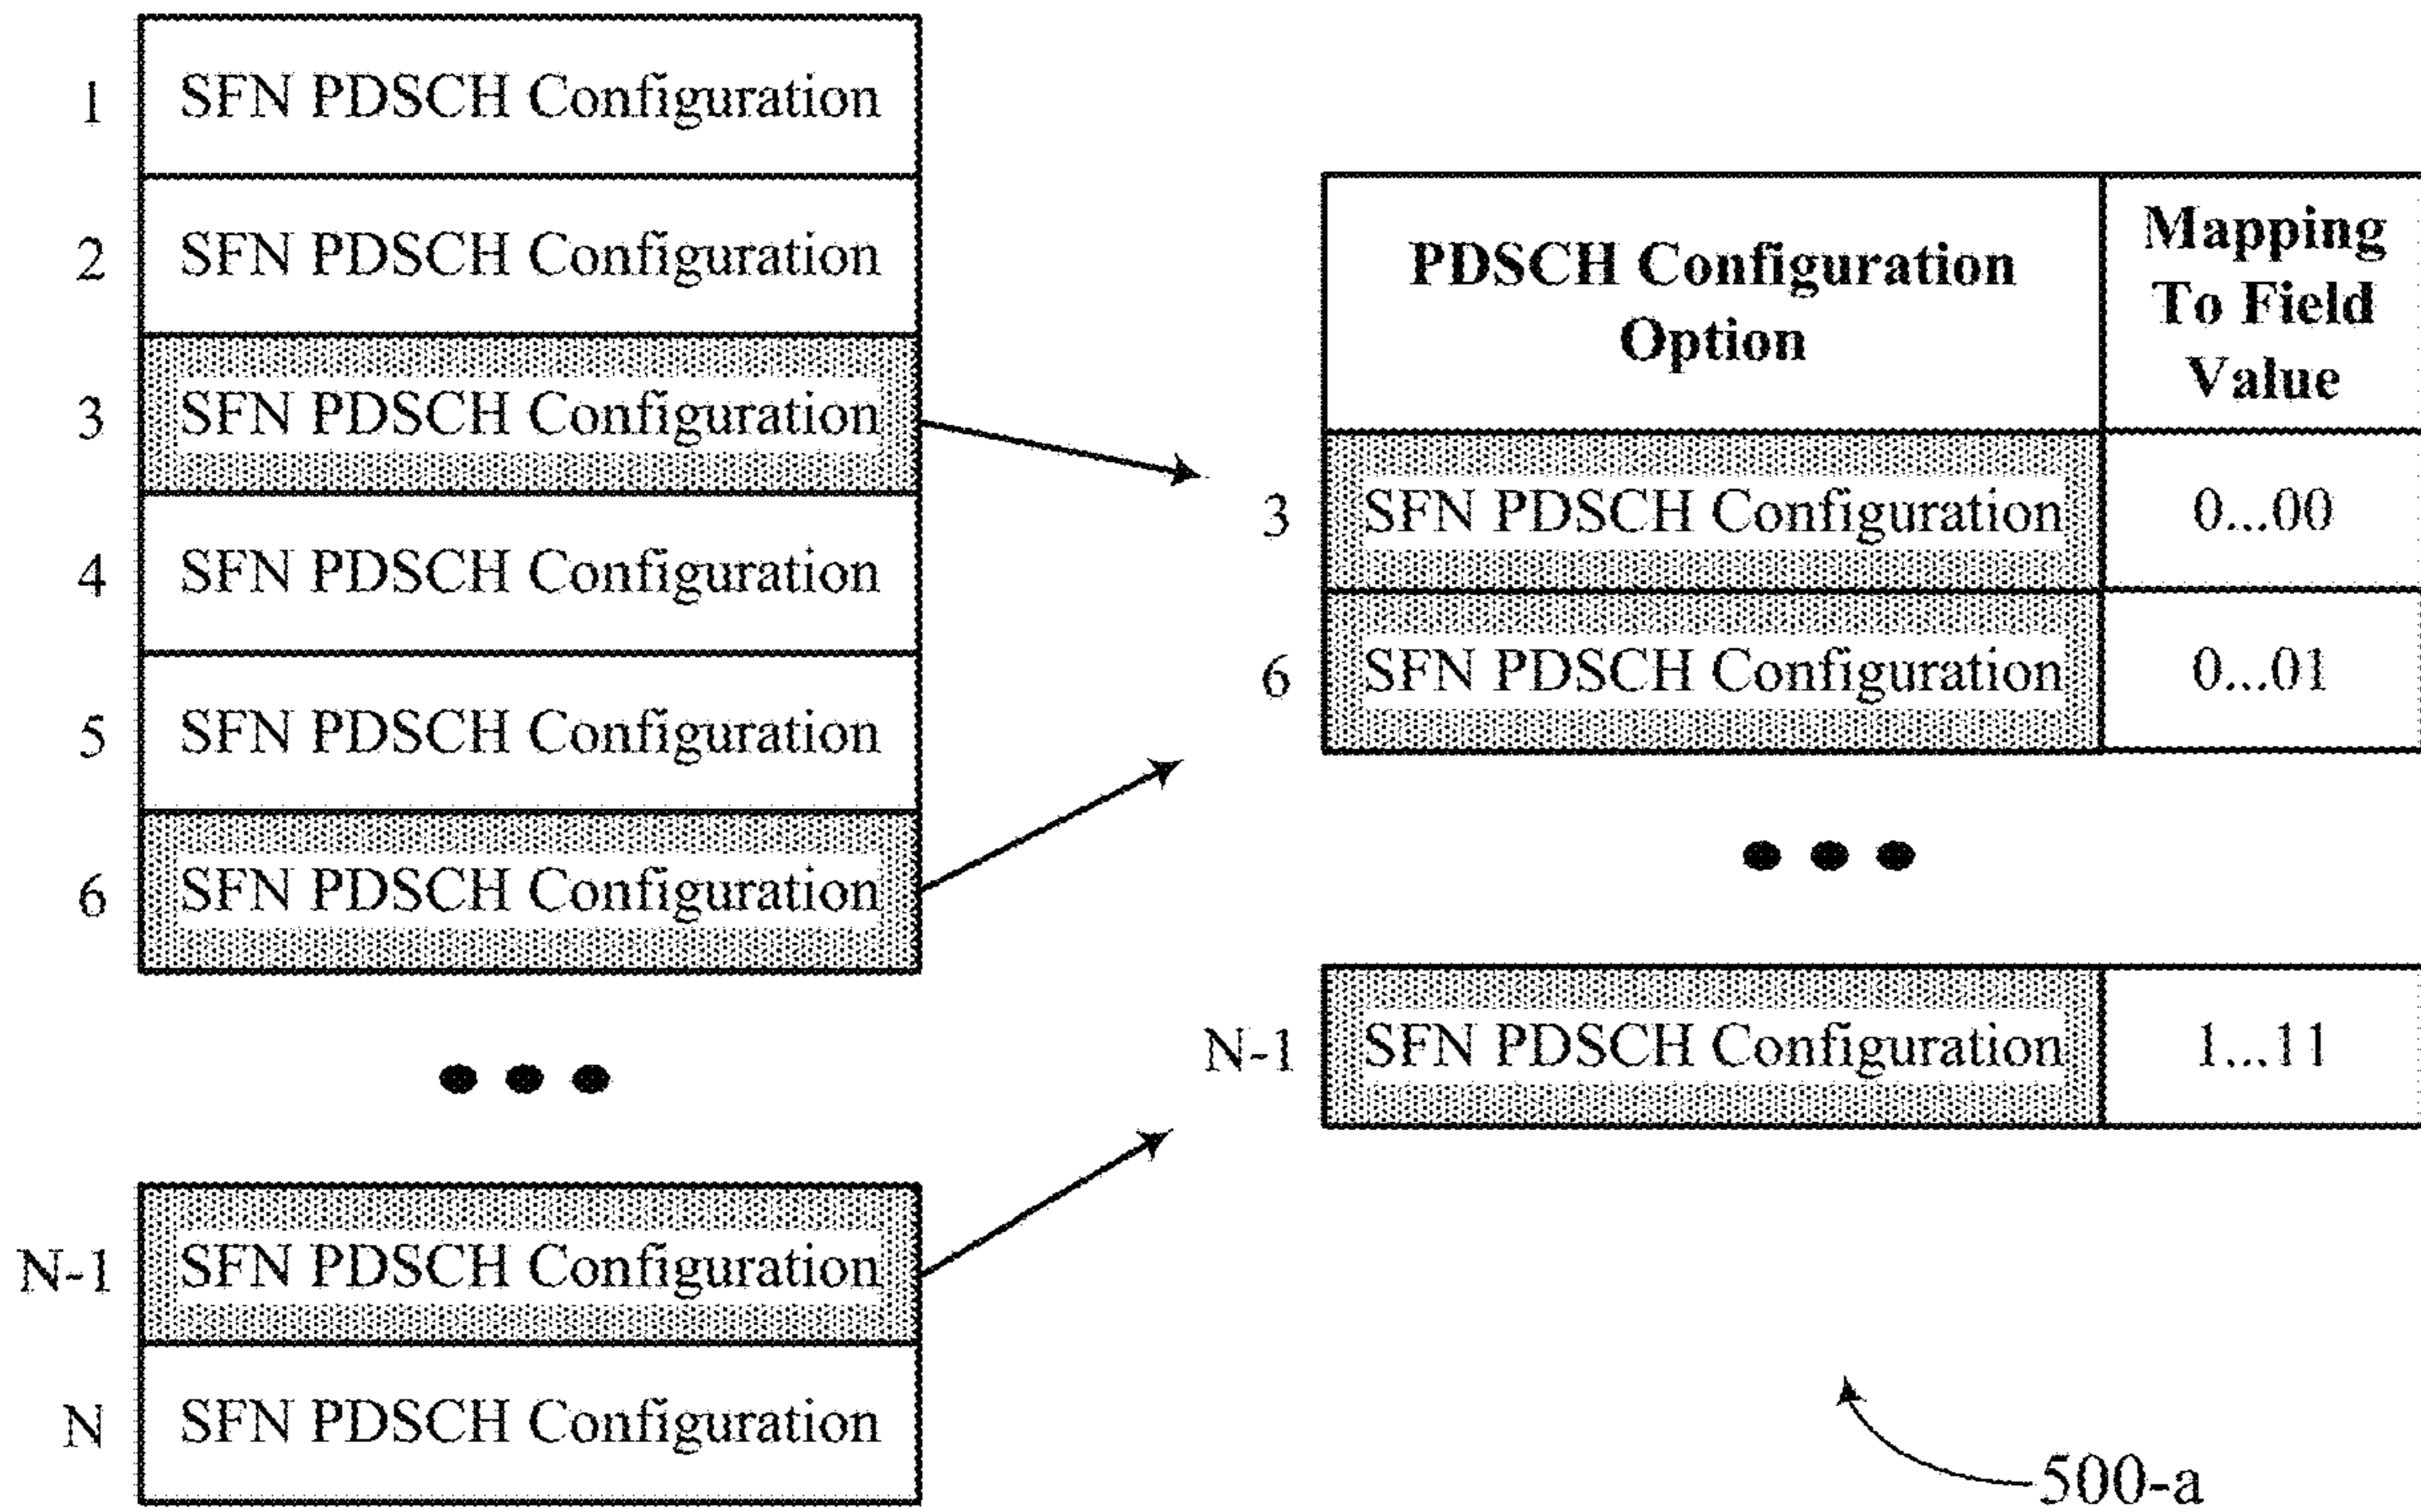 1 SFN PDSCH Configuration
2 SFN PDSCH Configuration
3 SFN PDSCH Configuration
4 SFN PDSCH Configuration
5 SFN PDSCH Configuration
6 SFN PDSCH Configuration
N-1 SFN PDSCH Configuration
N SFN PDSCH Configuration
PDSCH Configuration
Option
Mapping
To Field
Value
3 SFN PDSCH Configuration 0...00
6 SFN PDSCH Configuration 0...01
N-1 SFN PDSCH Configuration 1...11
500-a